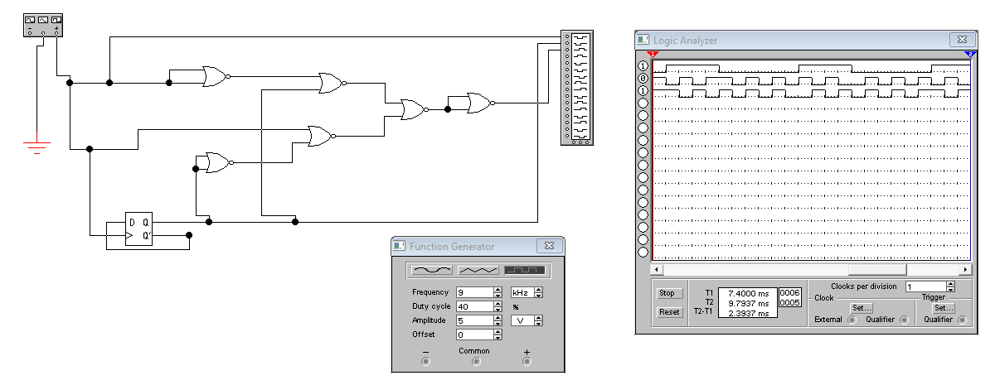 − +
D Q
Q'
Function Generator
Frequency 9 kHz
Duty cycle 40 %
Amplitude 5 V
Offset 0
− Common +
Logic Analyzer
1 2
1
0
1
Clocks per division 1
Stop
Reset
T1 7.4000 ms 0006
T2 9.7937 ms 0005
T2-T1 2.3937 ms
Clock
Set...
External Qualifier
Trigger
Set...
Qualifier